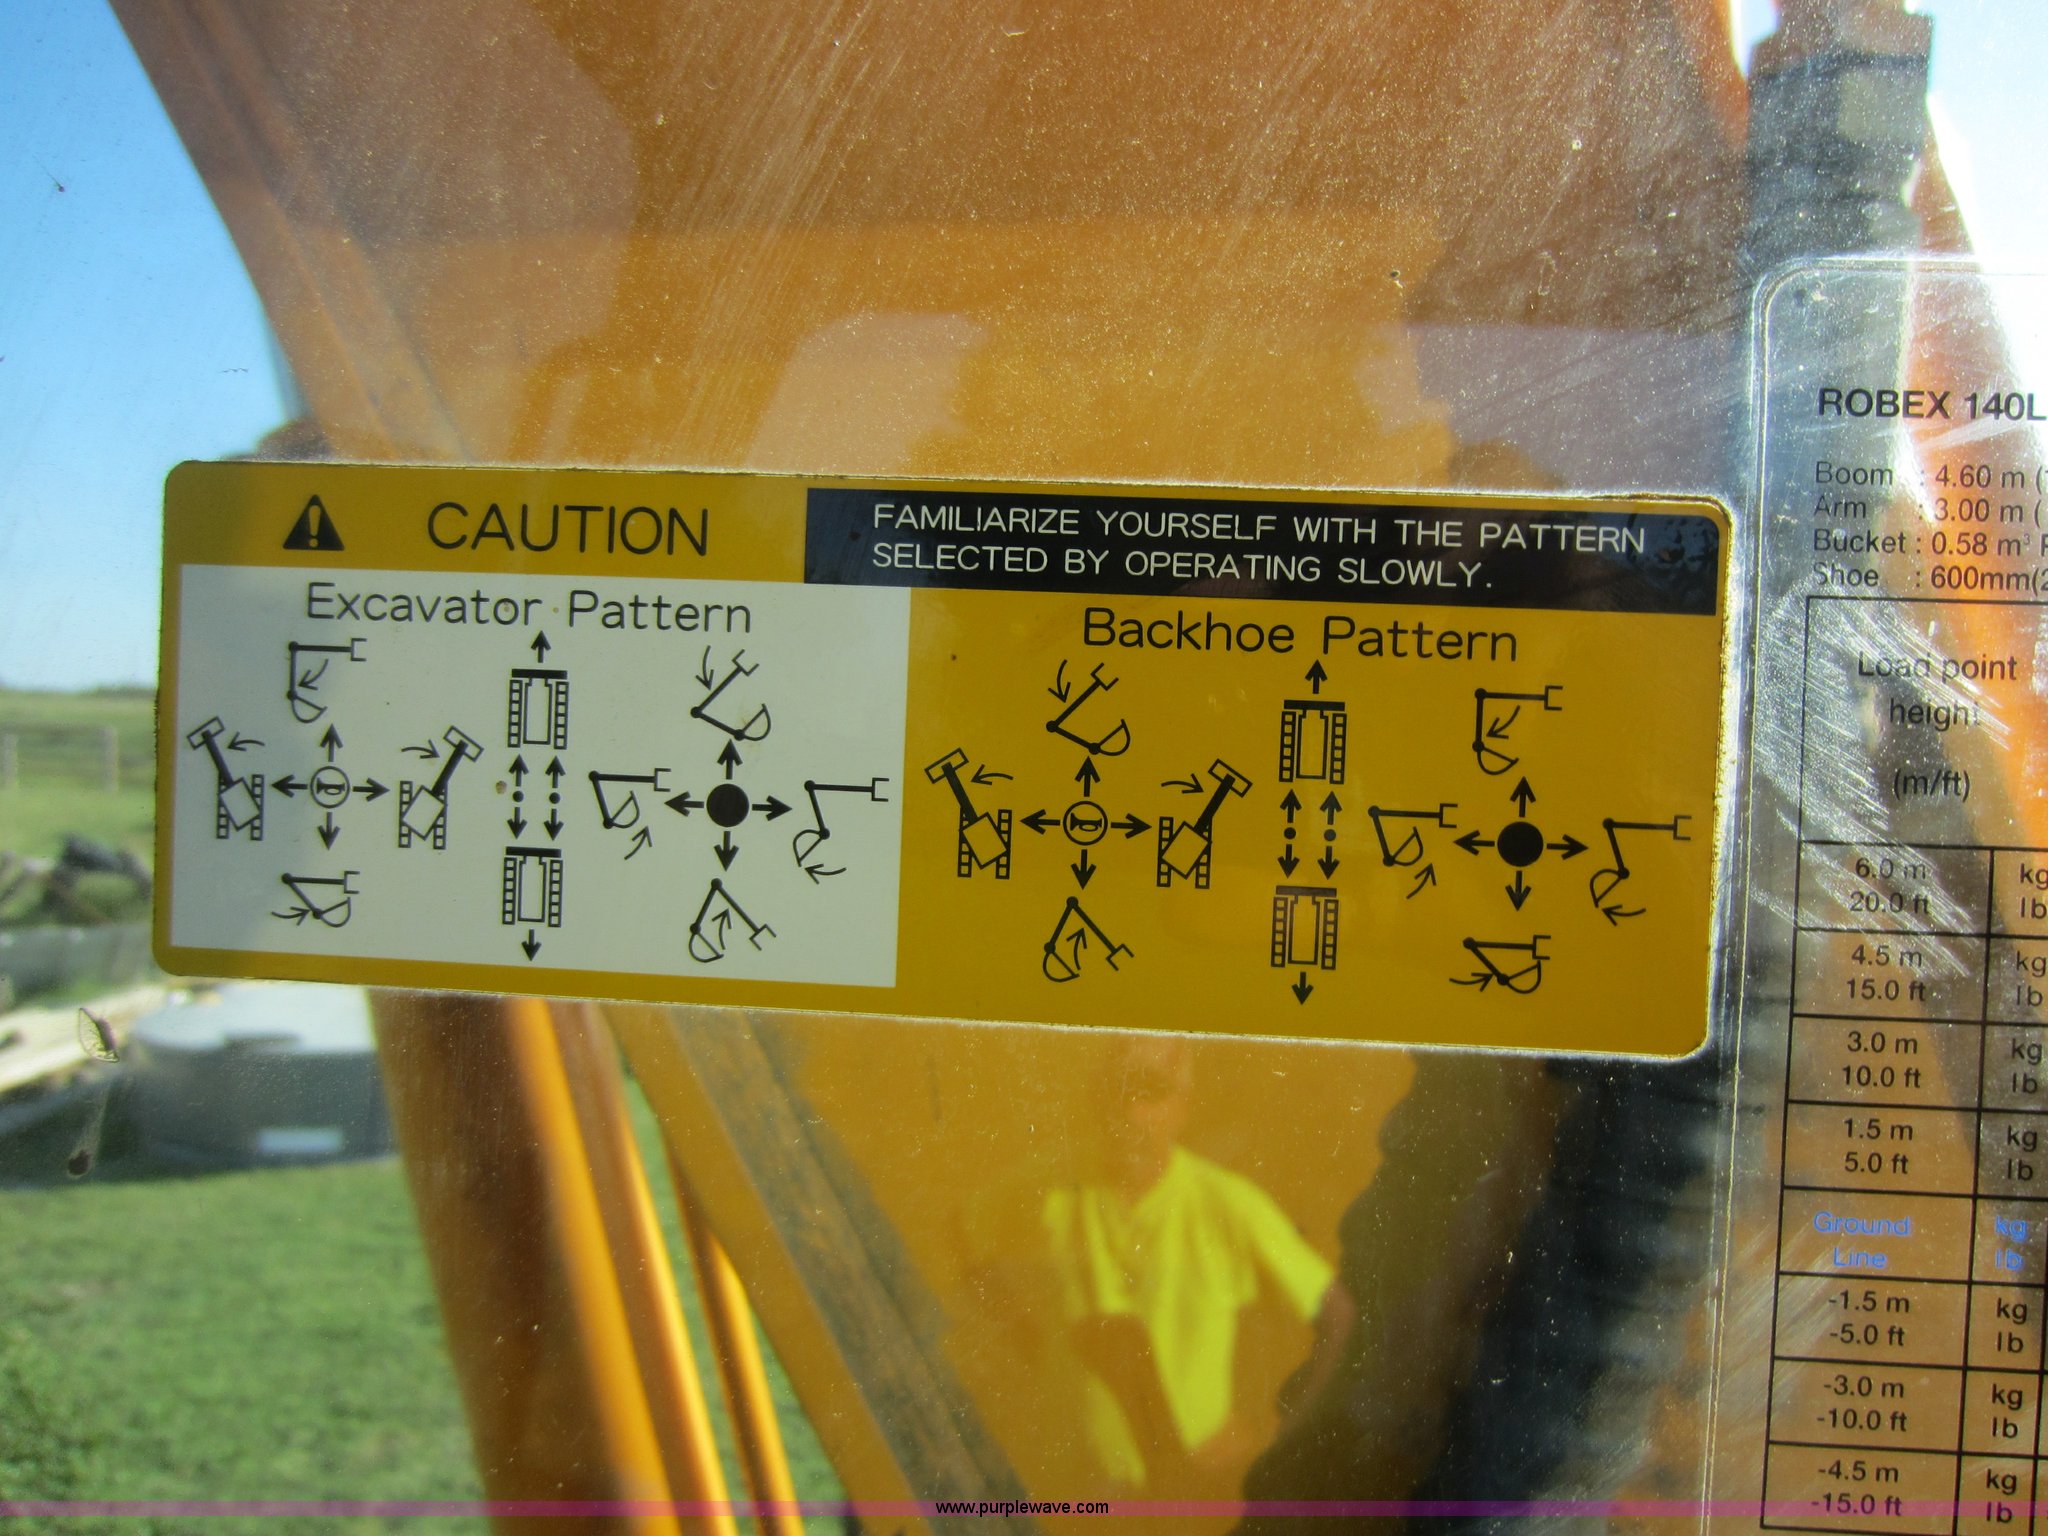 CAUTION
FAMILIARIZE YOURSELF WITH THE PATTERN
SELECTED BY OPERATING SLOWLY.
Excavator Pattern
Backhoe Pattern
ROBEX 140L
Boom : 4.60 m (
Arm : 3.00 m (
Bucket : 0.58 m³
Shoe : 600mm(2
Load point
height
(m/ft)
6.0 m kg
20.0 ft lb
4.5 m kg
15.0 ft lb
3.0 m kg
10.0 ft lb
1.5 m kg
5.0 ft lb
Ground kg
Line lb
-1.5 m kg
-5.0 ft lb
-3.0 m kg
-10.0 ft lb
-4.5 m kg
-15.0 ft lb
www.purplewave.com